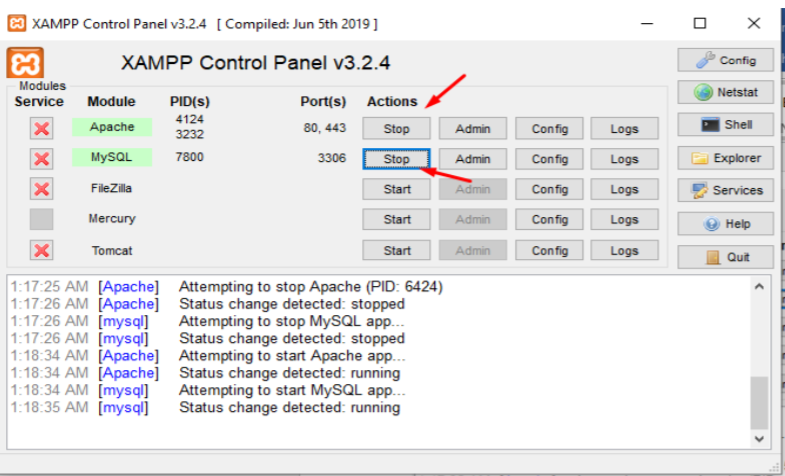 XAMPP Control Panel v3.2.4 [ Compiled: Jun 5th 2019 ]
XAMPP Control Panel v3.2.4
Config
Modules
Service Module PID(s) Port(s) Actions
Netstat
Apache 4124 3232 80, 443 Stop Admin Config Logs
Shell
MySQL 7800 3306 Stop Admin Config Logs
Explorer
FileZilla Start Admin Config Logs
Services
Mercury Start Admin Config Logs
Help
Tomcat Start Admin Config Logs
Quit
1:17:25 AM [Apache] Attempting to stop Apache (PID: 6424)
1:17:26 AM [Apache] Status change detected: stopped
1:17:26 AM [mysql] Attempting to stop MySQL app...
1:17:26 AM [mysql] Status change detected: stopped
1:18:34 AM [Apache] Attempting to start Apache app...
1:18:34 AM [Apache] Status change detected: running
1:18:34 AM [mysql] Attempting to start MySQL app...
1:18:35 AM [mysql] Status change detected: running